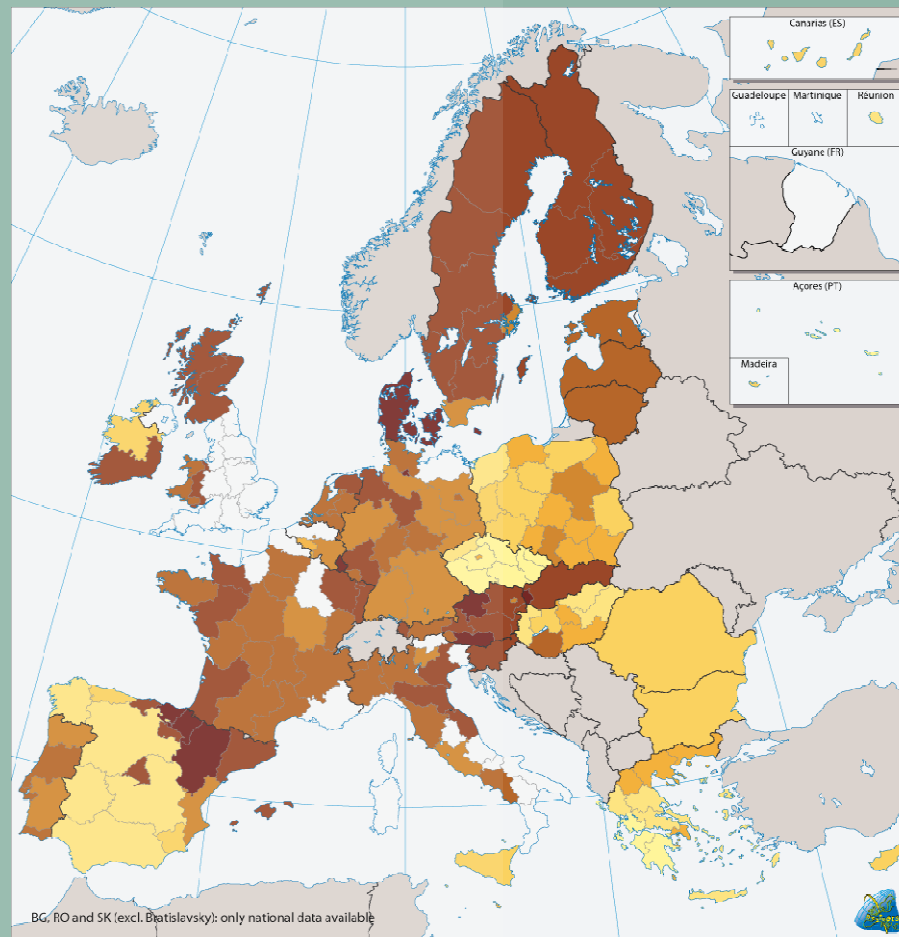 Canarias (ES)
Guadeloupe
Martinique
Réunion
Guyane (FR)
Açores (PT)
Madeira
BG, RO and SK (excl. Bratislavsky): only national data available